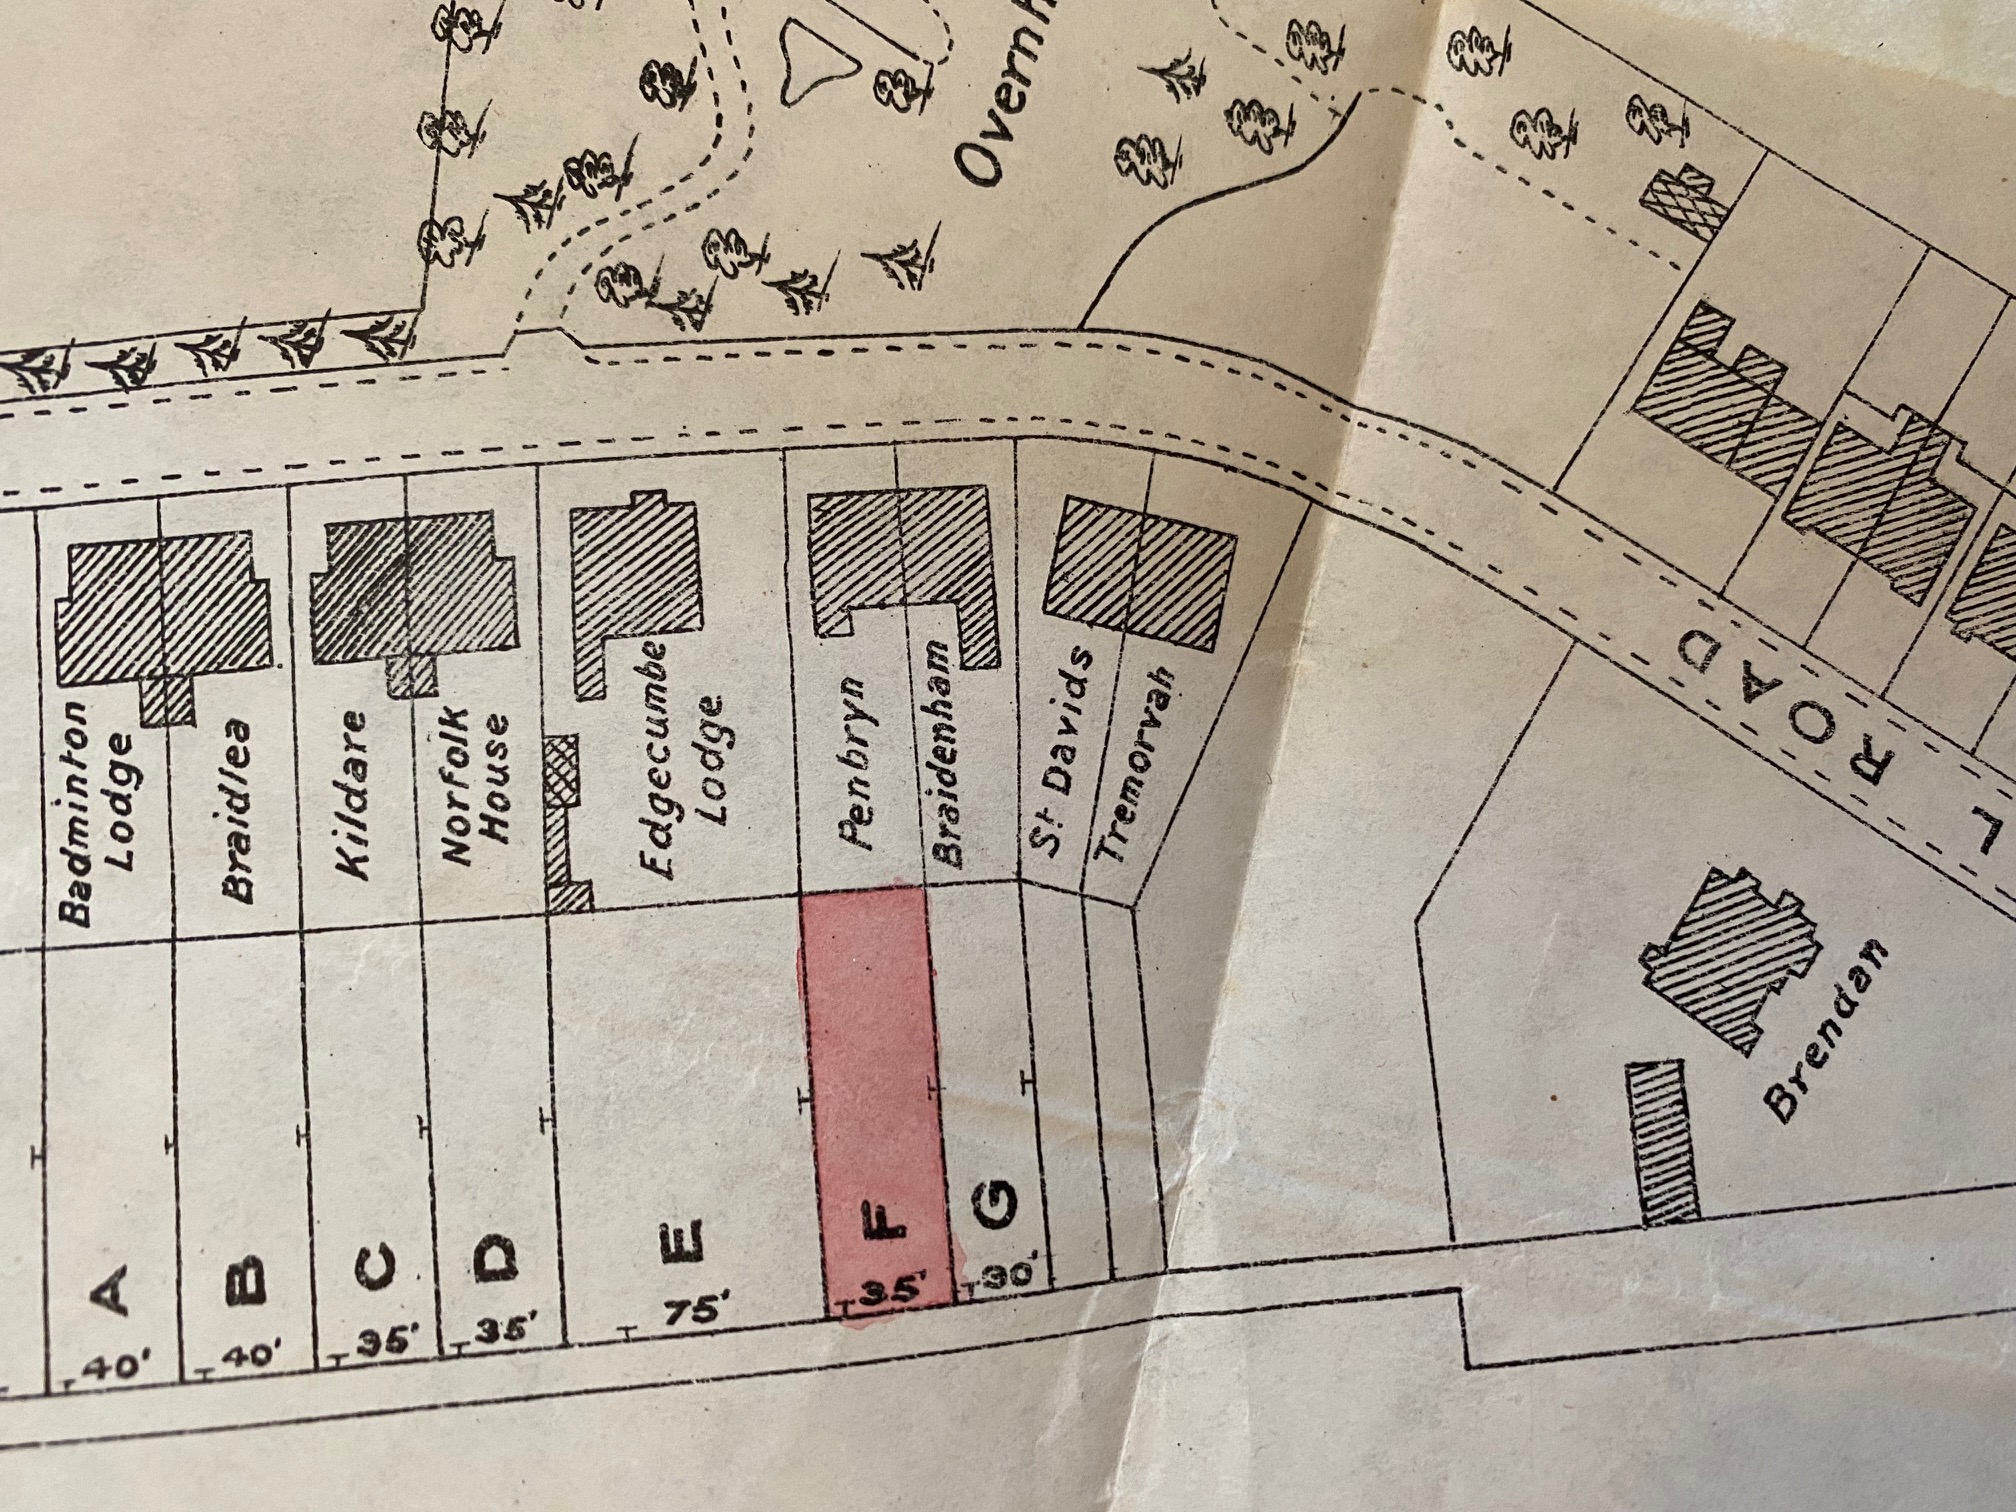 A
40'
Badminton
Lodge
B
40'
Braidlea
C
35'
Kildare
D
35'
Norfolk
House
E
75'
Edgecumbe
Lodge
F
35'
Penbryn
Braidenham
G
30'
St Davids
Tremorvah
Brendan
L ROAD